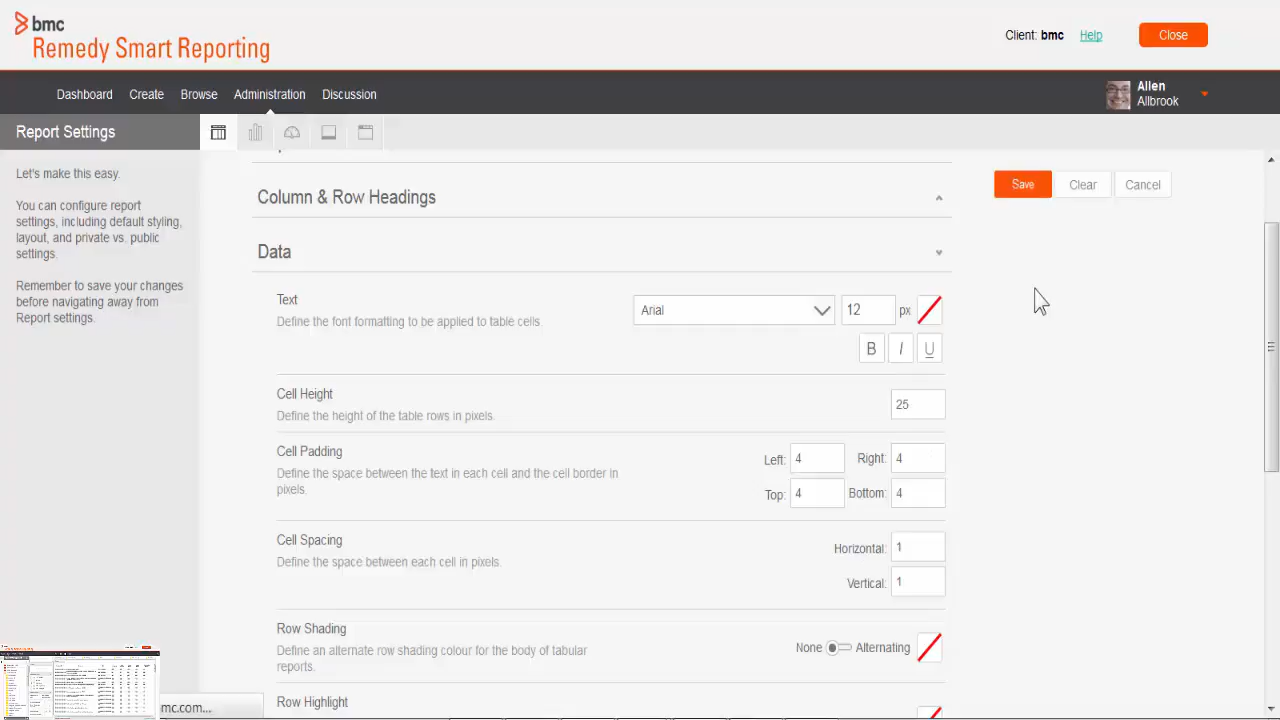 bmc
Remedy Smart Reporting
Client: bmc Help Close
Dashboard Create Browse Administration Discussion
Allen
Allbrook
Report Settings
Let's make this easy.
You can configure report
settings, including default styling,
layout, and private vs. public
settings.
Remember to save your changes
before navigating away from
Report settings.
Save Clear Cancel
Column & Row Headings
Data
Text
Define the font formatting to be applied to table cells.
Arial 12 px
B I U
Cell Height
Define the height of the table rows in pixels.
25
Cell Padding
Define the space between the text in each cell and the cell border in
pixels.
Left: 4 Right: 4
Top: 4 Bottom: 4
Cell Spacing
Define the space between each cell in pixels.
Horizontal: 1
Vertical: 1
Row Shading
Define an alternate row shading colour for the body of tabular
reports.
None Alternating
Row Highlight
mc.com...